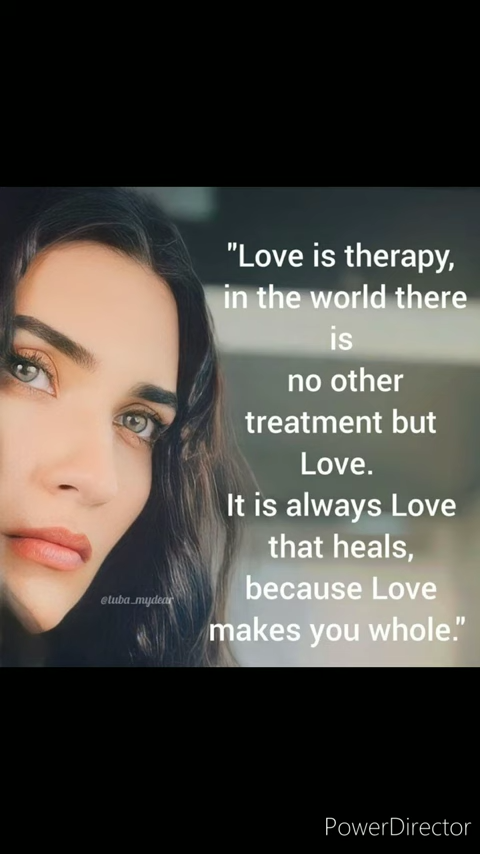 "Love is therapy,
in the world there
is
no other
treatment but
Love.
It is always Love
that heals,
because Love
makes you whole."
@tuba_mydear
PowerDirector